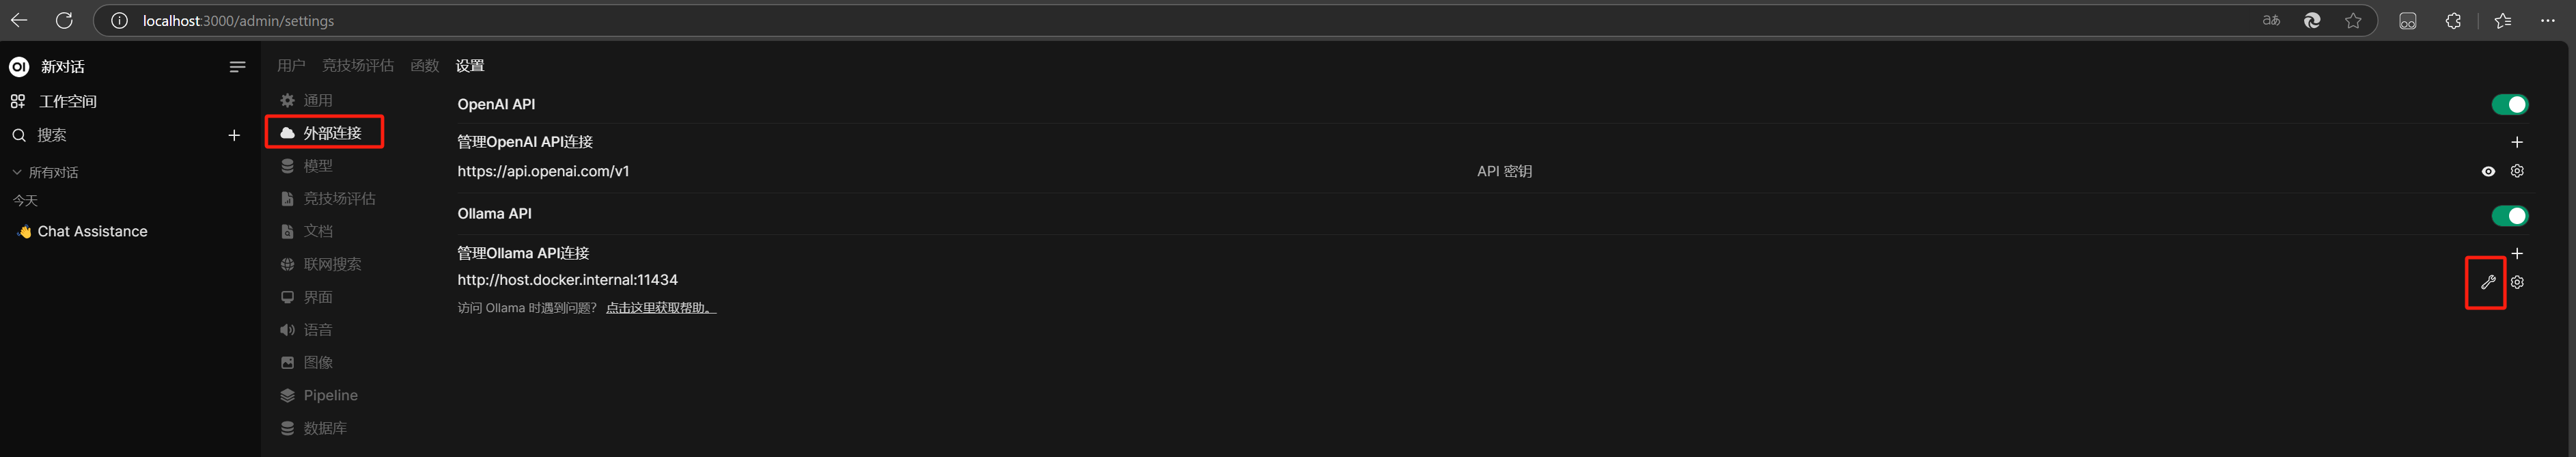 localhost:3000/admin/settings
aあ
OI 新对话
工作空间
搜索
所有对话
今天
👋 Chat Assistance
用户 竞技场评估 函数 设置
通用
外部连接
模型
竞技场评估
文档
联网搜索
界面
语音
图像
Pipeline
数据库
OpenAI API
管理OpenAI API连接
https://api.openai.com/v1 API 密钥
Ollama API
管理Ollama API连接
http://host.docker.internal:11434
访问 Ollama 时遇到问题? 点击这里获取帮助。